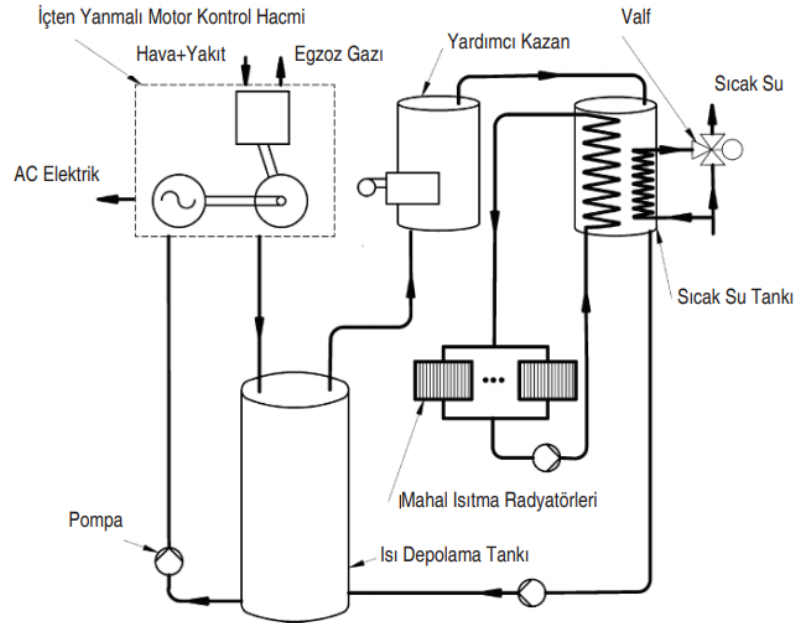 İçten Yanmalı Motor Kontrol Hacmi
Hava+Yakıt
Egzoz Gazı
Yardımcı Kazan
Valf
Sıcak Su
AC Elektrik
Sıcak Su Tankı
Mahal Isıtma Radyatörleri
Pompa
Isı Depolama Tankı